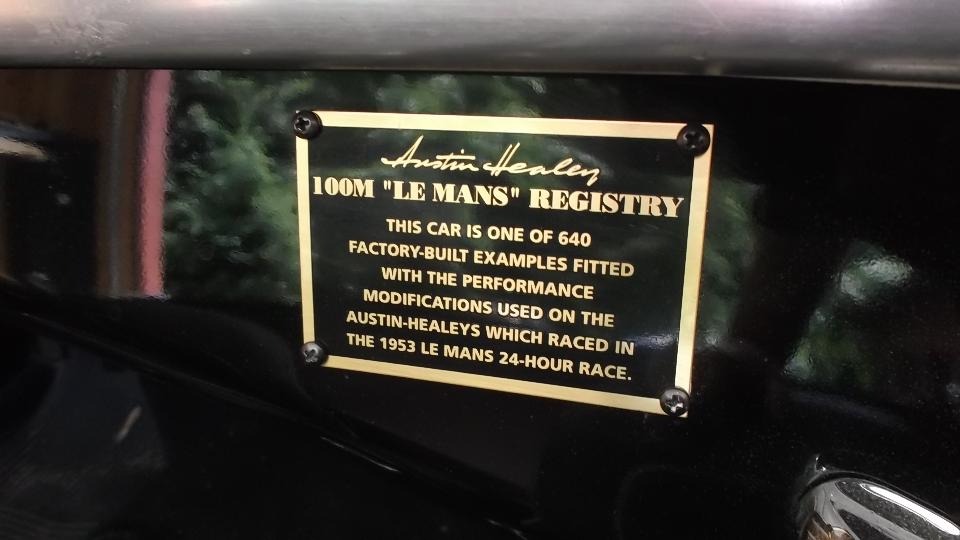 Austin Healey
100M "LE MANS" REGISTRY
THIS CAR IS ONE OF 640
FACTORY-BUILT EXAMPLES FITTED
WITH THE PERFORMANCE
MODIFICATIONS USED ON THE
AUSTIN-HEALEYS WHICH RACED IN
THE 1953 LE MANS 24-HOUR RACE.